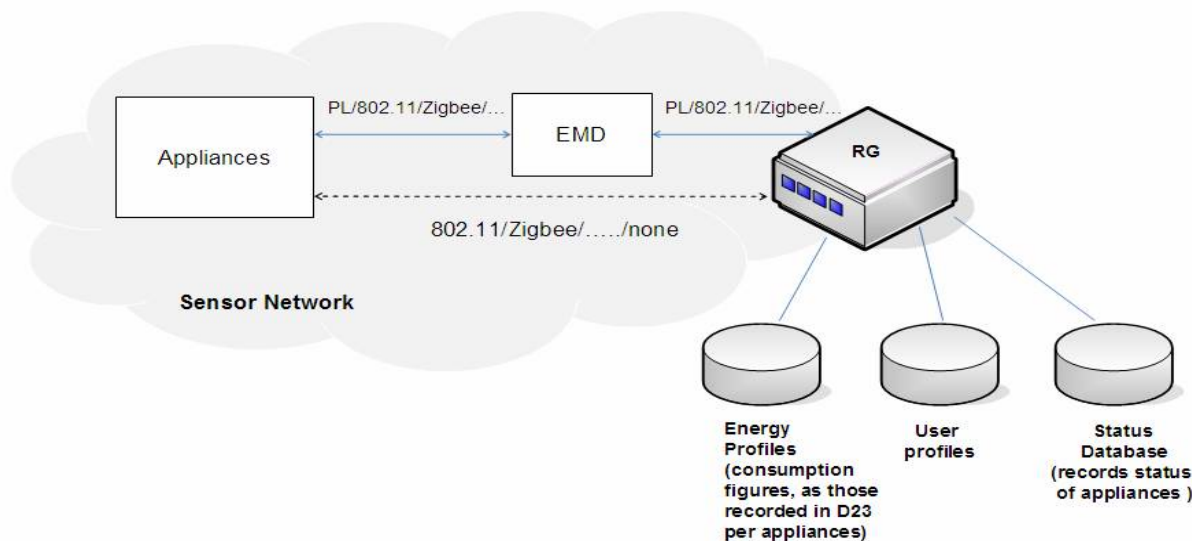 PL/802.11/Zigbee/...
PL/802.11/Zigbee/...
Appliances
EMD
RG
802.11/Zigbee/...../none
Sensor Network
Energy
Profiles
(consumption
figures, as those
recorded in D23
per appliances)
User
profiles
Status
Database
(records status
of appliances )